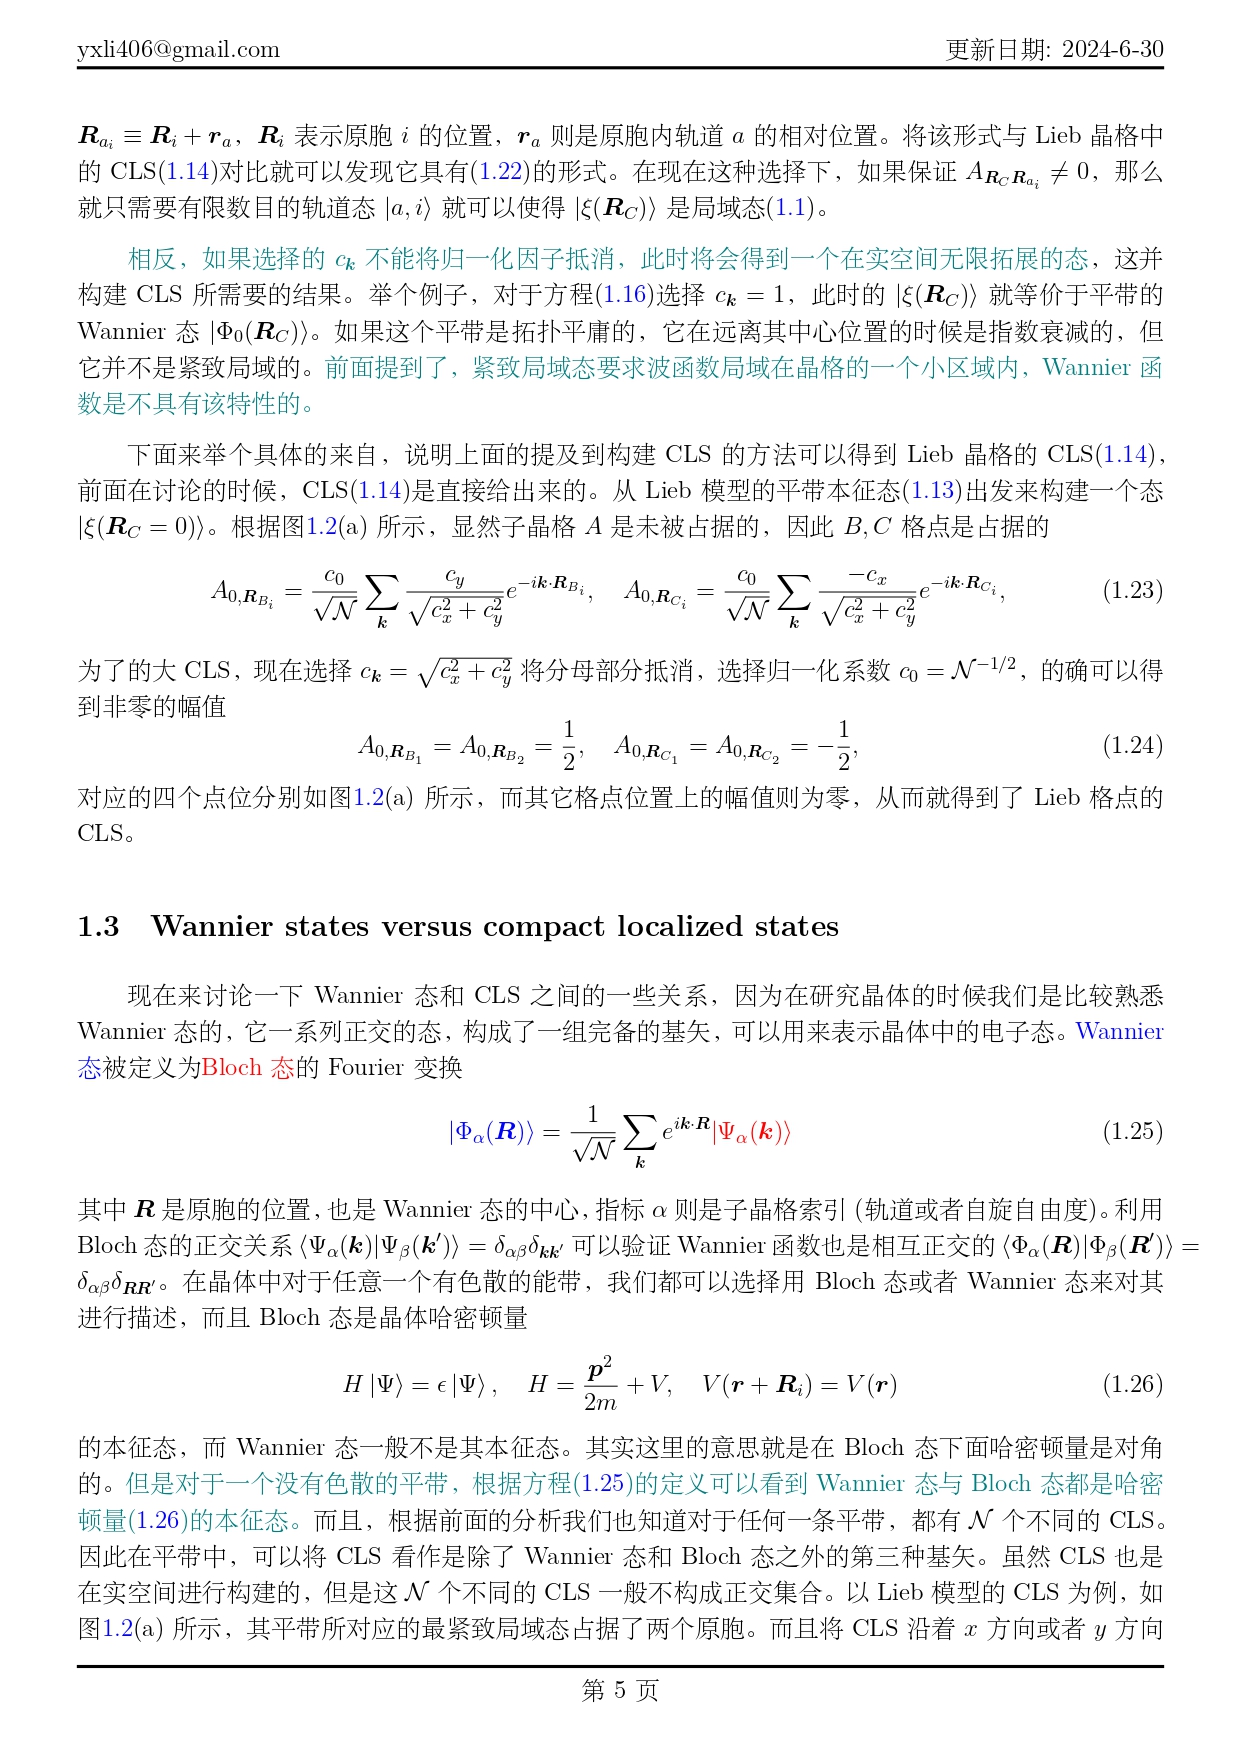 yxli406@gmail.com 更新日期: 2024-6-30
$\boldsymbol{R}_{a_i} \equiv \boldsymbol{R}_i + \boldsymbol{r}_a$，$\boldsymbol{R}_i$ 表示原胞 $i$ 的位置，$\boldsymbol{r}_a$ 则是原胞内轨道 $a$ 的相对位置。将该形式与 Lieb 晶格中
的 CLS(1.14)对比就可以发现它具有(1.22)的形式。在现在这种选择下，如果保证 $A_{\boldsymbol{R}_C \boldsymbol{R}_{a_i}} \neq 0$，那么
就只需要有限数目的轨道态 $|a, i\rangle$ 就可以使得 $|\xi(\boldsymbol{R}_C)\rangle$ 是局域态(1.1)。
相反，如果选择的 $c_{\boldsymbol{k}}$ 不能将归一化因子抵消，此时将会得到一个在实空间无限拓展的态，这并
构建 CLS 所需要的结果。举个例子，对于方程(1.16)选择 $c_{\boldsymbol{k}} = 1$，此时的 $|\xi(\boldsymbol{R}_C)\rangle$ 就等价于平带的
Wannier 态 $|\Phi_0(\boldsymbol{R}_C)\rangle$。如果这个平带是拓扑平庸的，它在远离其中心位置的时候是指数衰减的，但
它并不是紧致局域的。前面提到了，紧致局域态要求波函数局域在晶格的一个小区域内，Wannier 函
数是不具有该特性的。
下面来举个具体的来自，说明上面的提及到构建 CLS 的方法可以得到 Lieb 晶格的 CLS(1.14)，
前面在讨论的时候，CLS(1.14)是直接给出来的。从 Lieb 模型的平带本征态(1.13)出发来构建一个态
$|\xi(\boldsymbol{R}_C = 0)\rangle$。根据图1.2(a) 所示，显然子晶格 $A$ 是未被占据的，因此 $B, C$ 格点是占据的
$A_{0,\boldsymbol{R}_{B_i}} = \frac{c_0}{\sqrt{\mathcal{N}}} \sum_{\boldsymbol{k}} \frac{c_y}{\sqrt{c_x^2 + c_y^2}} e^{-i\boldsymbol{k}\cdot\boldsymbol{R}_{B_i}}, \quad A_{0,\boldsymbol{R}_{C_i}} = \frac{c_0}{\sqrt{\mathcal{N}}} \sum_{\boldsymbol{k}} \frac{-c_x}{\sqrt{c_x^2 + c_y^2}} e^{-i\boldsymbol{k}\cdot\boldsymbol{R}_{C_i}},$ (1.23)
为了的大 CLS，现在选择 $c_{\boldsymbol{k}} = \sqrt{c_x^2 + c_y^2}$ 将分母部分抵消，选择归一化系数 $c_0 = \mathcal{N}^{-1/2}$，的确可以得
到非零的幅值
$A_{0,\boldsymbol{R}_{B_1}} = A_{0,\boldsymbol{R}_{B_2}} = \frac{1}{2}, \quad A_{0,\boldsymbol{R}_{C_1}} = A_{0,\boldsymbol{R}_{C_2}} = -\frac{1}{2},$ (1.24)
对应的四个点位分别如图1.2(a) 所示，而其它格点位置上的幅值则为零，从而就得到了 Lieb 格点的
CLS。
1.3 Wannier states versus compact localized states
现在来讨论一下 Wannier 态和 CLS 之间的一些关系，因为在研究晶体的时候我们是比较熟悉
Wannier 态的，它一系列正交的态，构成了一组完备的基矢，可以用来表示晶体中的电子态。Wannier
态被定义为Bloch 态的 Fourier 变换
$|\Phi_\alpha(\boldsymbol{R})\rangle = \frac{1}{\sqrt{\mathcal{N}}} \sum_{\boldsymbol{k}} e^{i\boldsymbol{k}\cdot\boldsymbol{R}} |\Psi_\alpha(\boldsymbol{k})\rangle$ (1.25)
其中 $\boldsymbol{R}$ 是原胞的位置，也是 Wannier 态的中心，指标 $\alpha$ 则是子晶格索引 (轨道或者自旋自由度)。利用
Bloch 态的正交关系 $\langle\Psi_\alpha(\boldsymbol{k})|\Psi_\beta(\boldsymbol{k}')\rangle = \delta_{\alpha\beta}\delta_{\boldsymbol{k}\boldsymbol{k}'}$ 可以验证 Wannier 函数也是相互正交的 $\langle\Phi_\alpha(\boldsymbol{R})|\Phi_\beta(\boldsymbol{R}')\rangle =$
$\delta_{\alpha\beta}\delta_{\boldsymbol{R}\boldsymbol{R}'}$。在晶体中对于任意一个有色散的能带，我们都可以选择用 Bloch 态或者 Wannier 态来对其
进行描述，而且 Bloch 态是晶体哈密顿量
$H|\Psi\rangle = \epsilon|\Psi\rangle, \quad H = \frac{\boldsymbol{p}^2}{2m} + V, \quad V(\boldsymbol{r} + \boldsymbol{R}_i) = V(\boldsymbol{r})$ (1.26)
的本征态，而 Wannier 态一般不是其本征态。其实这里的意思就是在 Bloch 态下面哈密顿量是对角
的。但是对于一个没有色散的平带，根据方程(1.25)的定义可以看到 Wannier 态与 Bloch 态都是哈密
顿量(1.26)的本征态。而且，根据前面的分析我们也知道对于任何一条平带，都有 $\mathcal{N}$ 个不同的 CLS。
因此在平带中，可以将 CLS 看作是除了 Wannier 态和 Bloch 态之外的第三种基矢。虽然 CLS 也是
在实空间进行构建的，但是这 $\mathcal{N}$ 个不同的 CLS 一般不构成正交集合。以 Lieb 模型的 CLS 为例，如
图1.2(a) 所示，其平带所对应的最紧致局域态占据了两个原胞。而且将 CLS 沿着 $x$ 方向或者 $y$ 方向
第 5 页